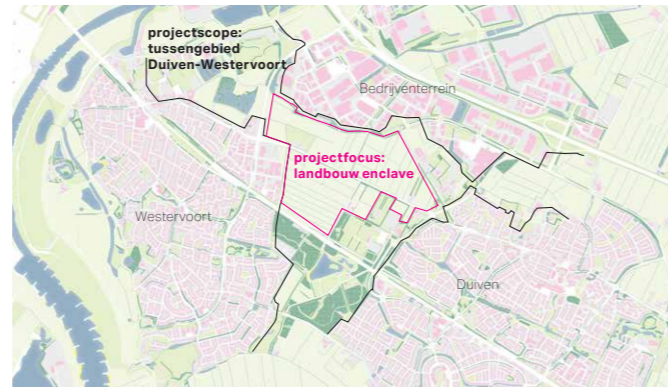 projectscope:
tussengebied
Duiven-Westervoort
Bedrijventerrein
projectfocus:
landbouw enclave
Westervoort
Duiven